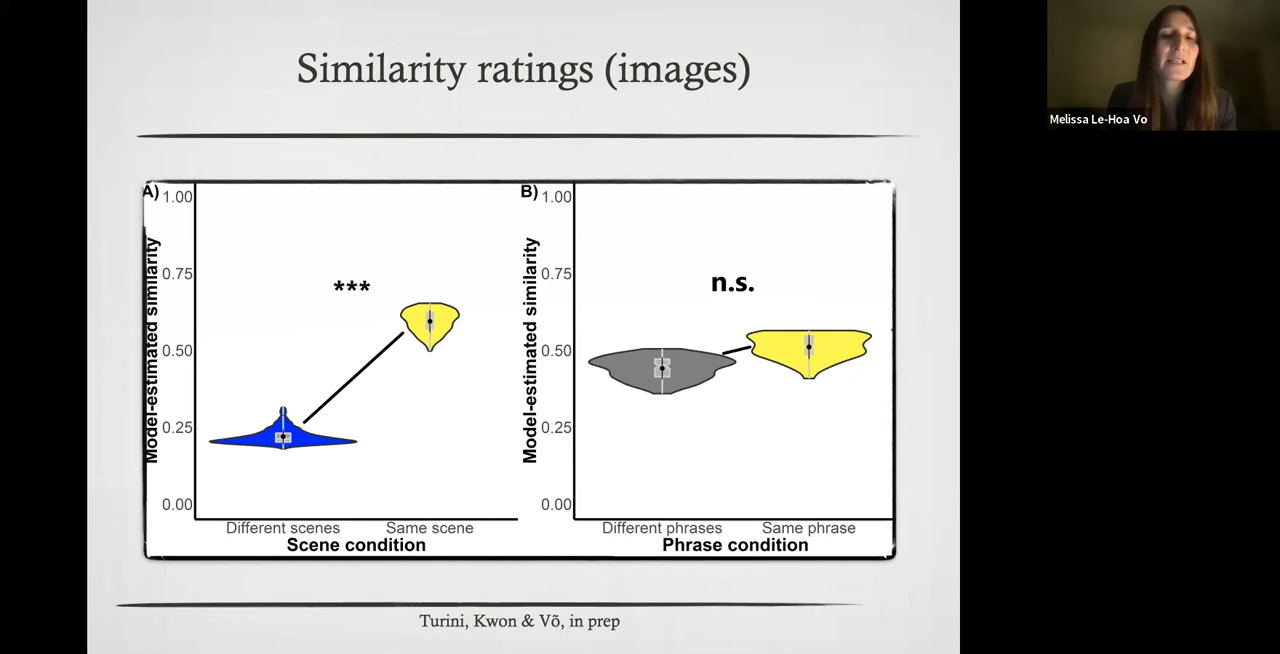 Similarity ratings (images)
Melissa Le-Hoa Vo
A)
Model-estimated similarity
1.00
0.75
0.50
0.25
0.00
***
Different scenes
Same scene
Scene condition
B)
Model-estimated similarity
1.00
0.75
0.50
0.25
0.00
n.s.
Different phrases
Same phrase
Phrase condition
Turini, Kwon & Võ, in prep